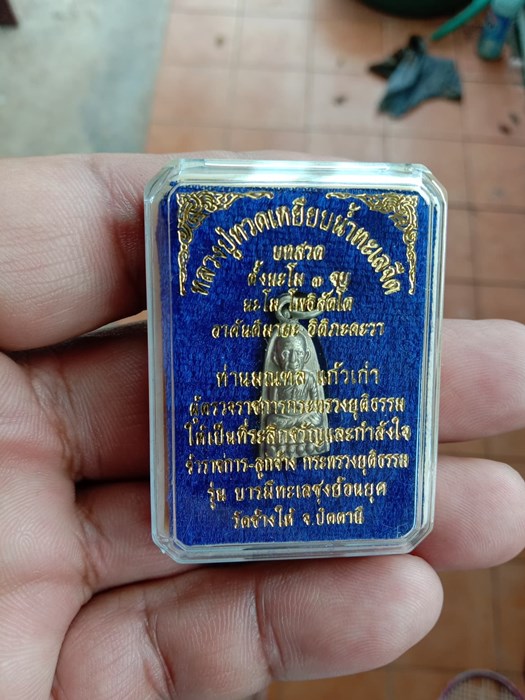 หลวงปู่ทวดเหยียบน้ำทะเลจืด
บทสวด
ตั้งนะโม ๓ จบ
นะโม โพธิสัตโต
อาคันติมายะ อิติภะคะวา
ท่านมณฑล แก้วเก่า
ผู้ตรวจราชการกระทรวงยุติธรรม
ให้เป็นที่ระลึกขวัญและกำลังใจ
ข้าราชการ-ลูกจ้าง กระทรวงยุติธรรม
รุ่น บารมีทะเลซุงย้อนยุค
วัดช้างให้ จ.ปัตตานี